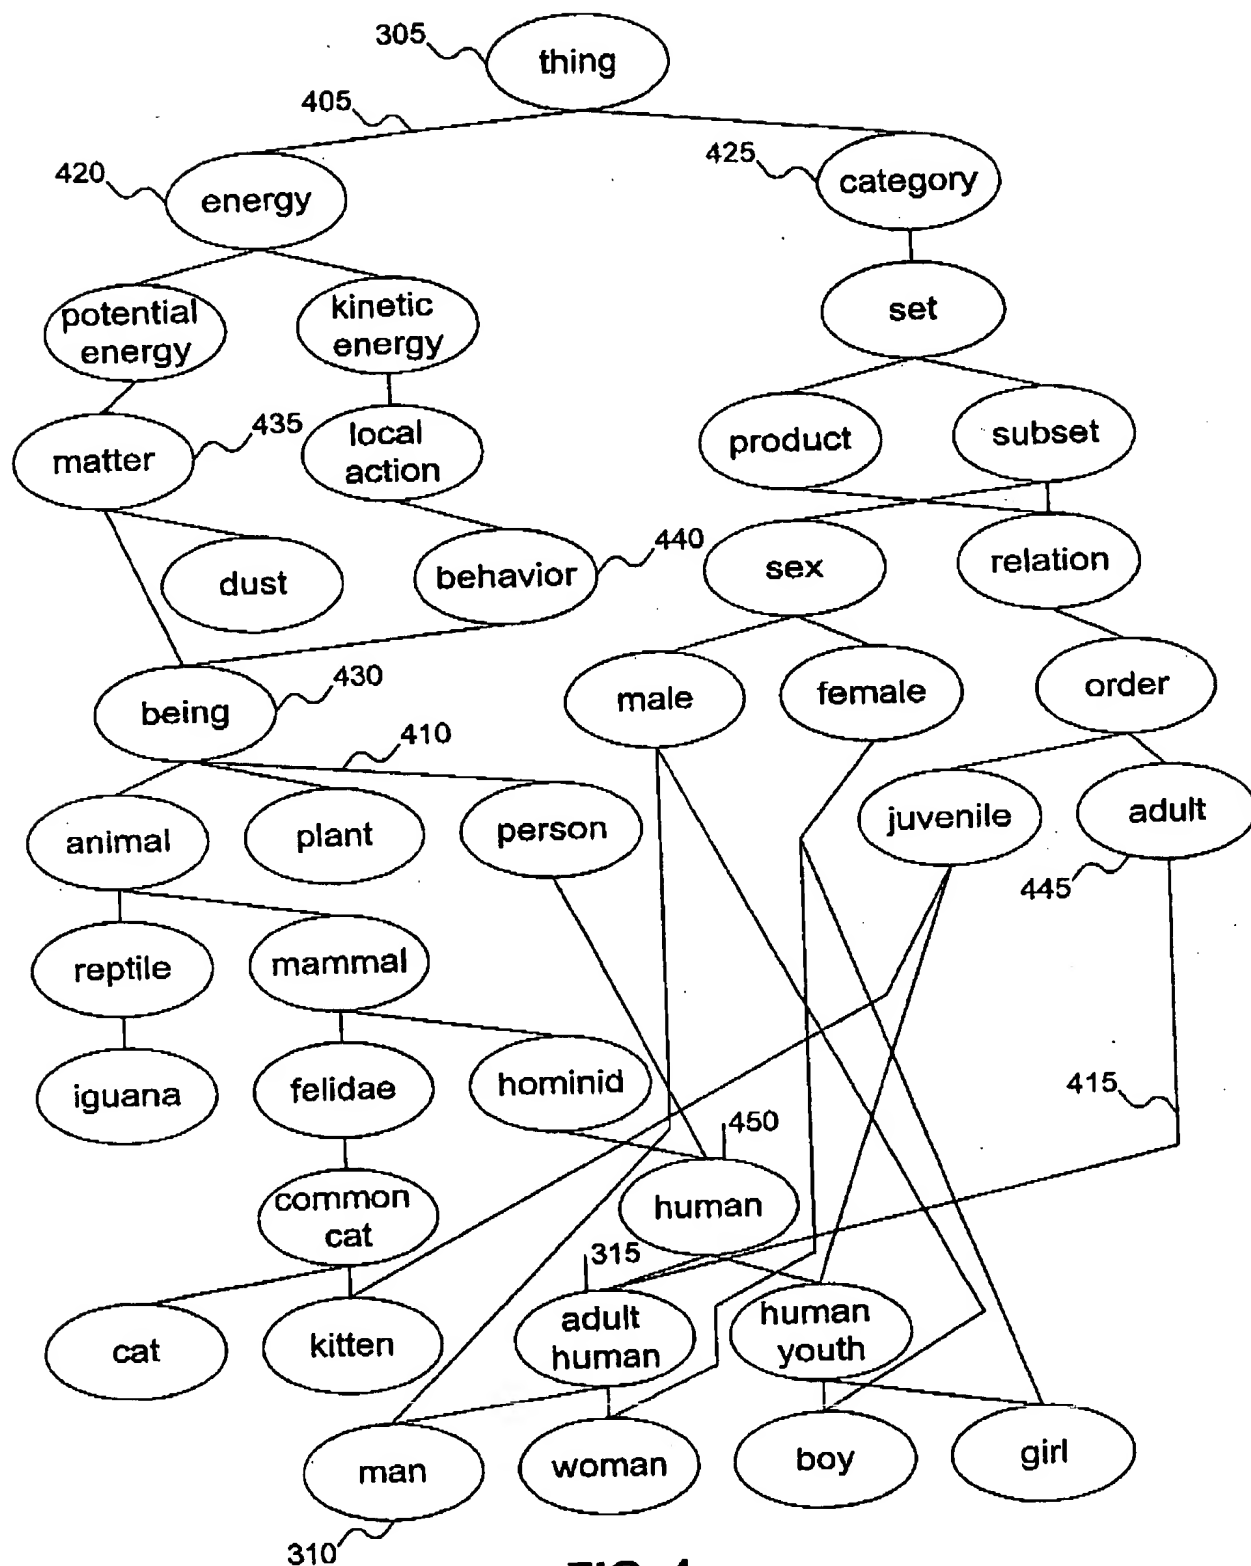 305
thing
405
420
energy
425
category
potential
energy
kinetic
energy
set
matter
435
local
action
product
subset
dust
behavior
440
sex
relation
being
430
male
female
order
410
animal
plant
person
juvenile
adult
445
reptile
mammal
iguana
felidae
hominid
415
450
common
cat
human
315
cat
kitten
adult
human
human
youth
man
woman
boy
girl
310